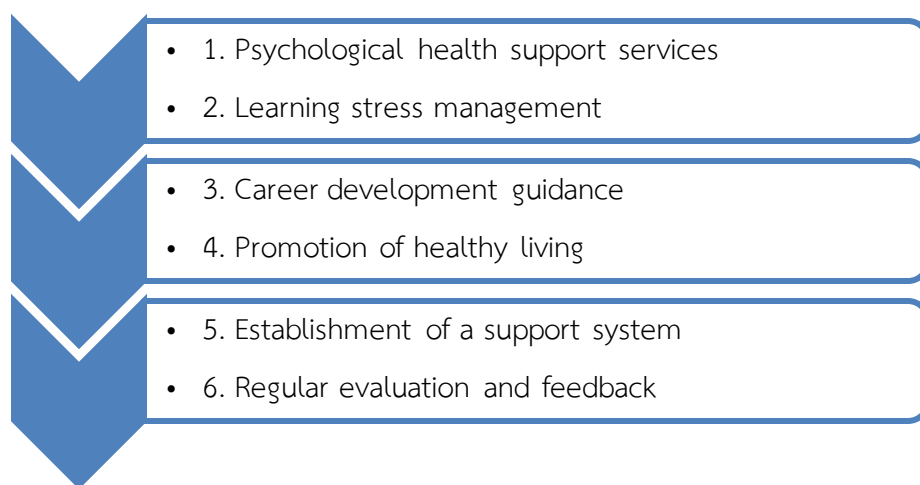 • 1. Psychological health support services
• 2. Learning stress management
• 3. Career development guidance
• 4. Promotion of healthy living
• 5. Establishment of a support system
• 6. Regular evaluation and feedback